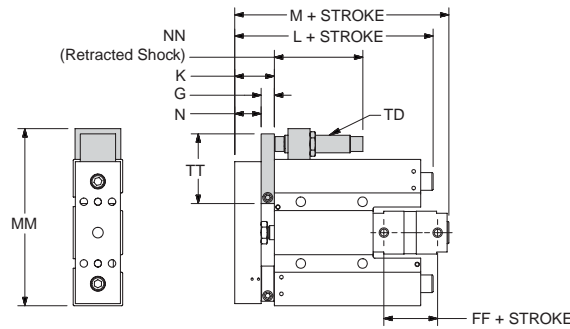 M + STROKE
NN
L + STROKE
(Retracted Shock)
K
G
TD
N
TT
MM
FF + STROKE